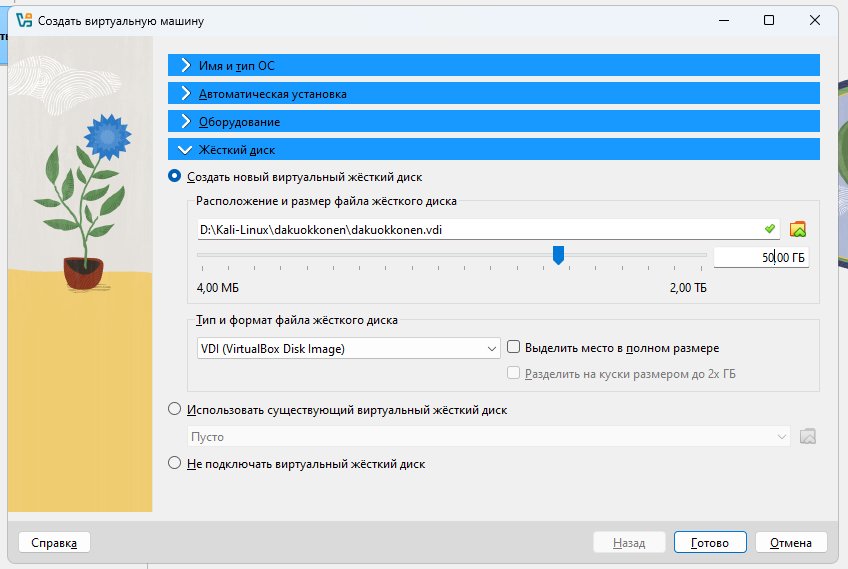 Создать виртуальную машину
Имя и тип ОС
Автоматическая установка
Оборудование
Жёсткий диск
Создать новый виртуальный жёсткий диск
Расположение и размер файла жёсткого диска
D:\Kali-Linux\dakuokkonen\dakuokkonen.vdi
50,00 ГБ
4,00 МБ 2,00 ТБ
Тип и формат файла жёсткого диска
VDI (VirtualBox Disk Image) Выделить место в полном размере
Разделить на куски размером до 2х ГБ
Использовать существующий виртуальный жёсткий диск
Пусто
Не подключать виртуальный жёсткий диск
Справка Назад Готово Отмена